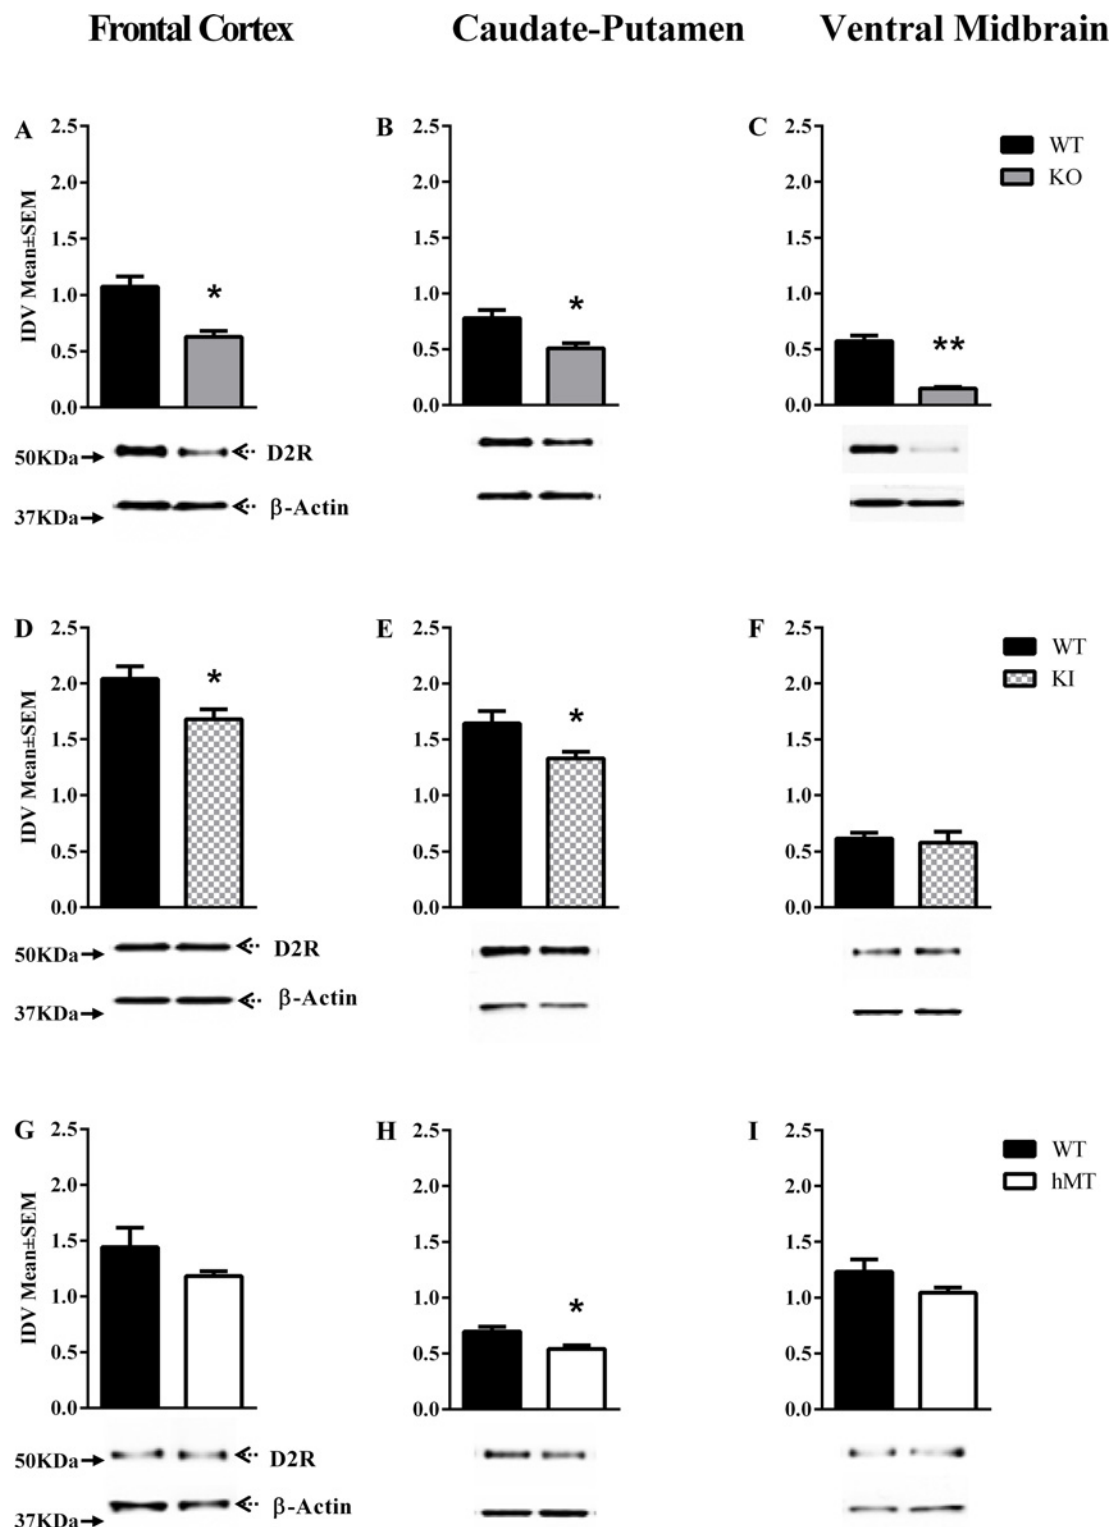 Frontal Cortex Caudate-Putamen Ventral Midbrain
A 2.5 2.0 1.5 1.0 0.5 0.0
IDV Mean±SEM
*
B 2.5 2.0 1.5 1.0 0.5 0.0
*
C 2.5 2.0 1.5 1.0 0.5 0.0
**
WT
KO
50KDa D2R
37KDa β-Actin
D 2.5 2.0 1.5 1.0 0.5 0.0
IDV Mean±SEM
*
E 2.5 2.0 1.5 1.0 0.5 0.0
*
F 2.5 2.0 1.5 1.0 0.5 0.0
WT
KI
50KDa D2R
37KDa β-Actin
G 2.5 2.0 1.5 1.0 0.5 0.0
IDV Mean±SEM
H 2.5 2.0 1.5 1.0 0.5 0.0
*
I 2.5 2.0 1.5 1.0 0.5 0.0
WT
hMT
50KDa D2R
37KDa β-Actin